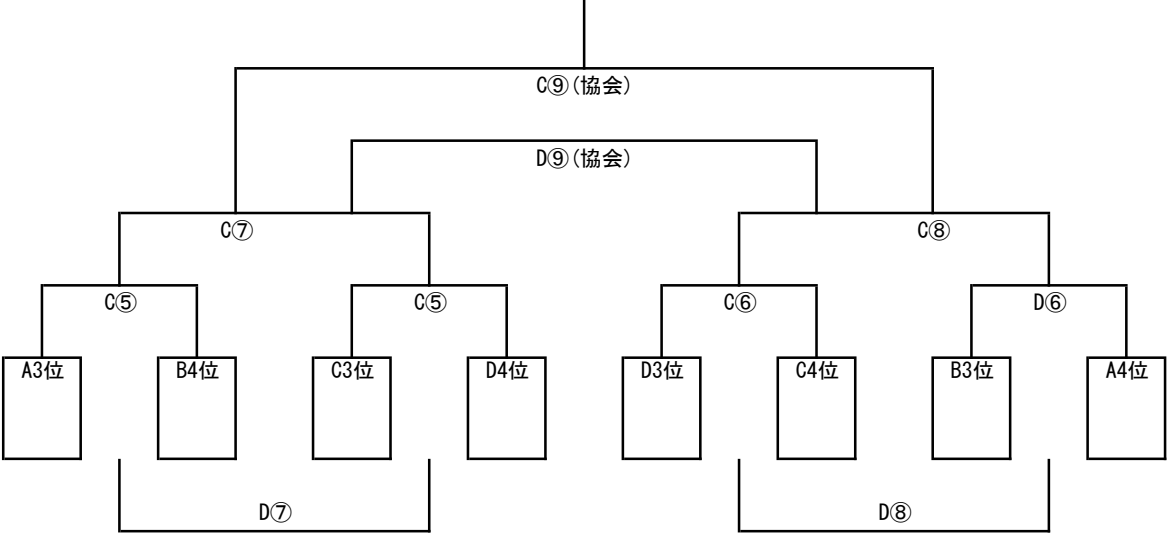 C⑨(協会)
D⑨(協会)
C⑦
C⑧
C⑤
C⑤
C⑥
D⑥
A3位
B4位
C3位
D4位
D3位
C4位
B3位
A4位
D⑦
D⑧